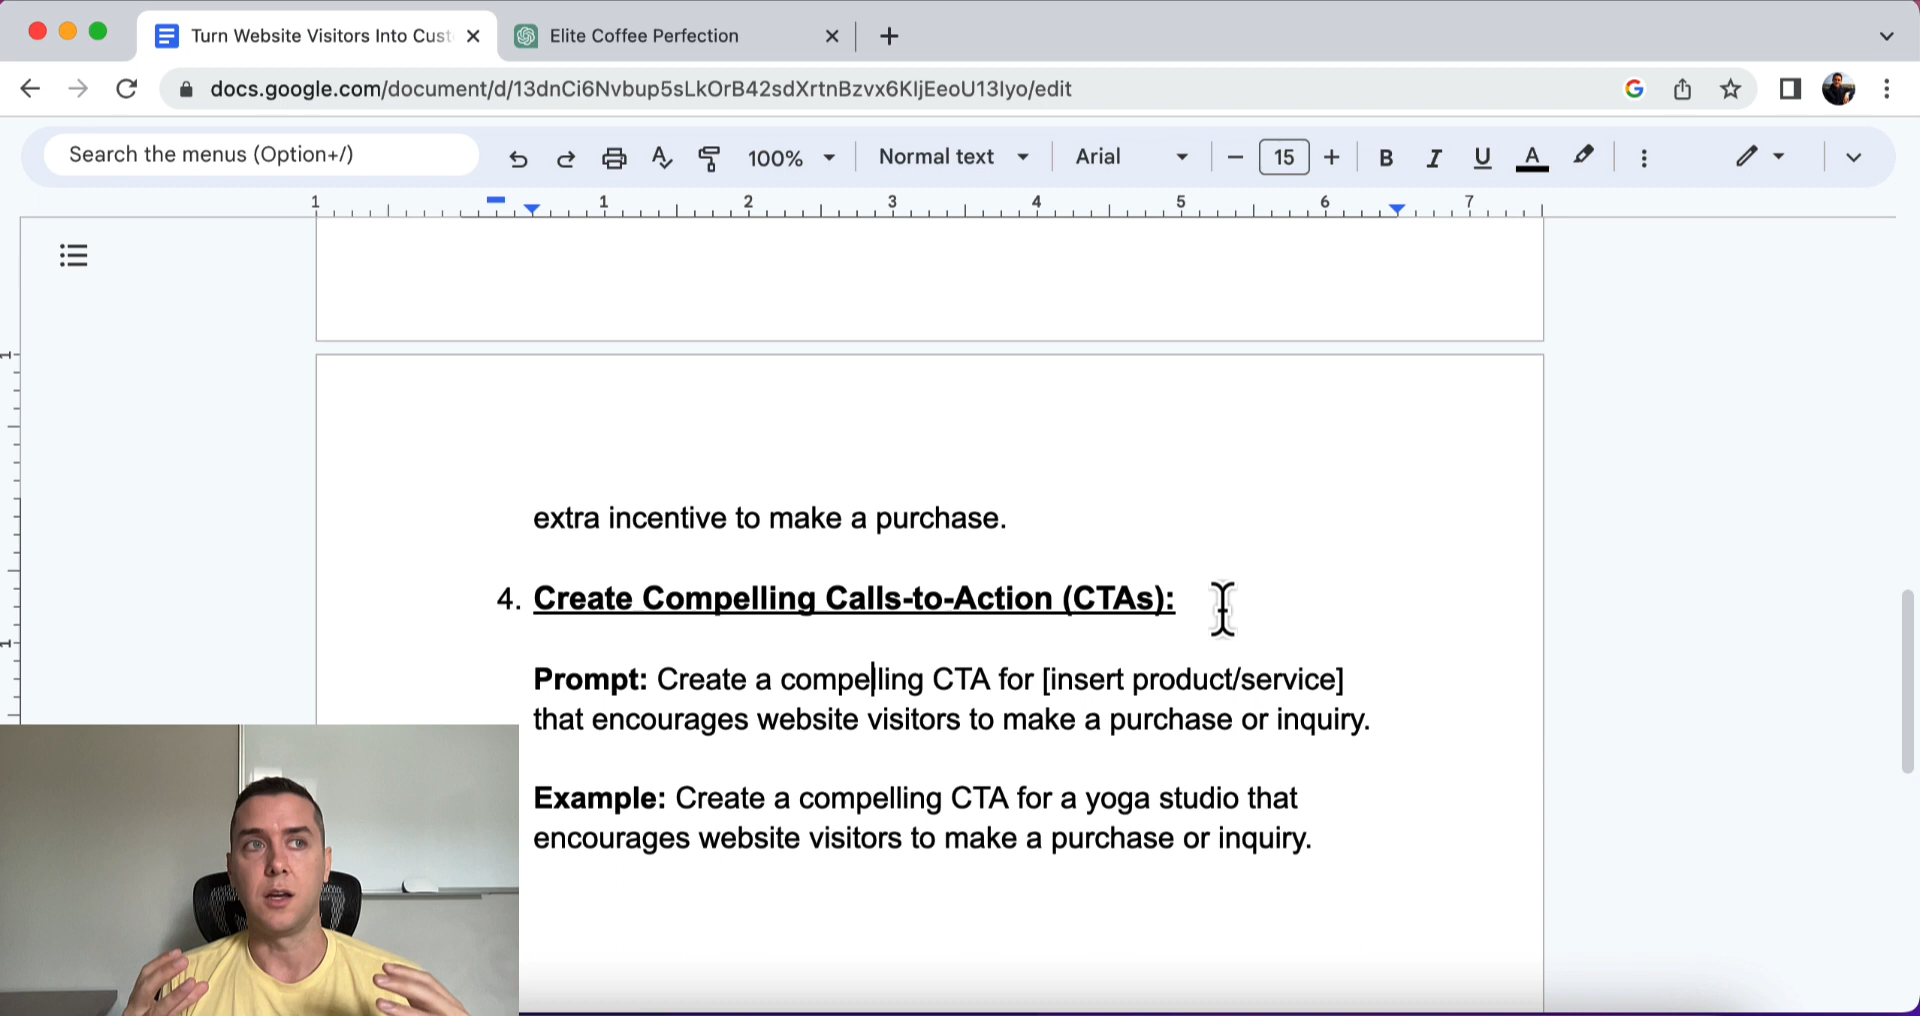 Turn Website Visitors Into Cust
Elite Coffee Perfection
docs.google.com/document/d/13dnCi6Nvbup5sLkOrB42sdXrtnBzvx6KIjEeoU13Iyo/edit
Search the menus (Option+/)
100%
Normal text
Arial
15
1 1 2 3 4 5 6 7
1
1
extra incentive to make a purchase.
4. Create Compelling Calls-to-Action (CTAs):
Prompt: Create a compelling CTA for [insert product/service]
that encourages website visitors to make a purchase or inquiry.
Example: Create a compelling CTA for a yoga studio that
encourages website visitors to make a purchase or inquiry.